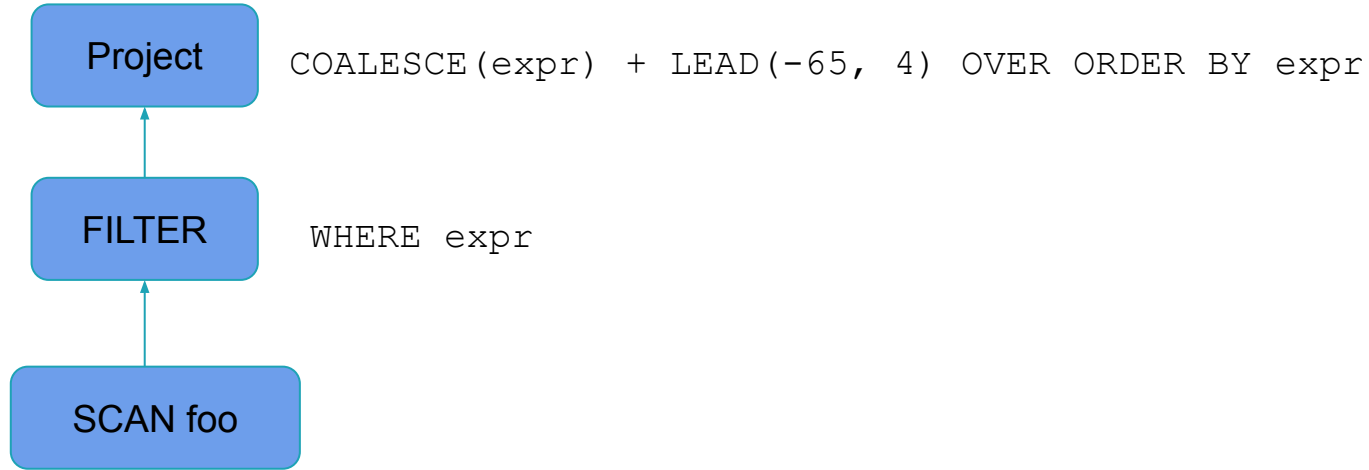 Project
COALESCE(expr) + LEAD(-65, 4) OVER ORDER BY expr
FILTER
WHERE expr
SCAN foo